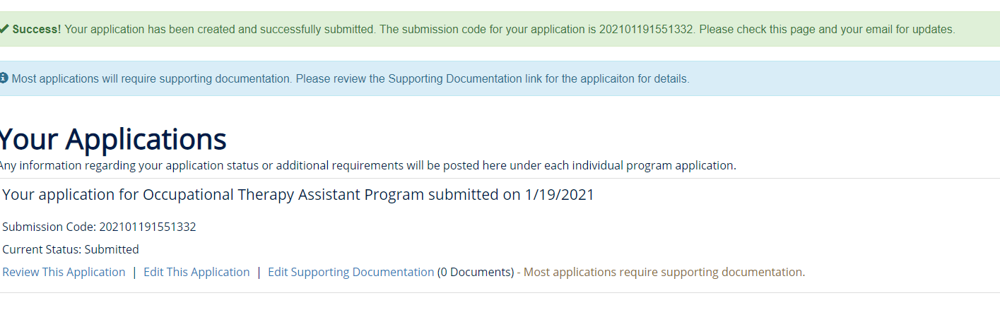 Success! Your application has been created and successfully submitted. The submission code for your application is 202101191551332. Please check this page and your email for updates.
Most applications will require supporting documentation. Please review the Supporting Documentation link for the applicaiton for details.
Your Applications
Any information regarding your application status or additional requirements will be posted here under each individual program application.
Your application for Occupational Therapy Assistant Program submitted on 1/19/2021
Submission Code: 202101191551332
Current Status: Submitted
Review This Application | Edit This Application | Edit Supporting Documentation (0 Documents) - Most applications require supporting documentation.